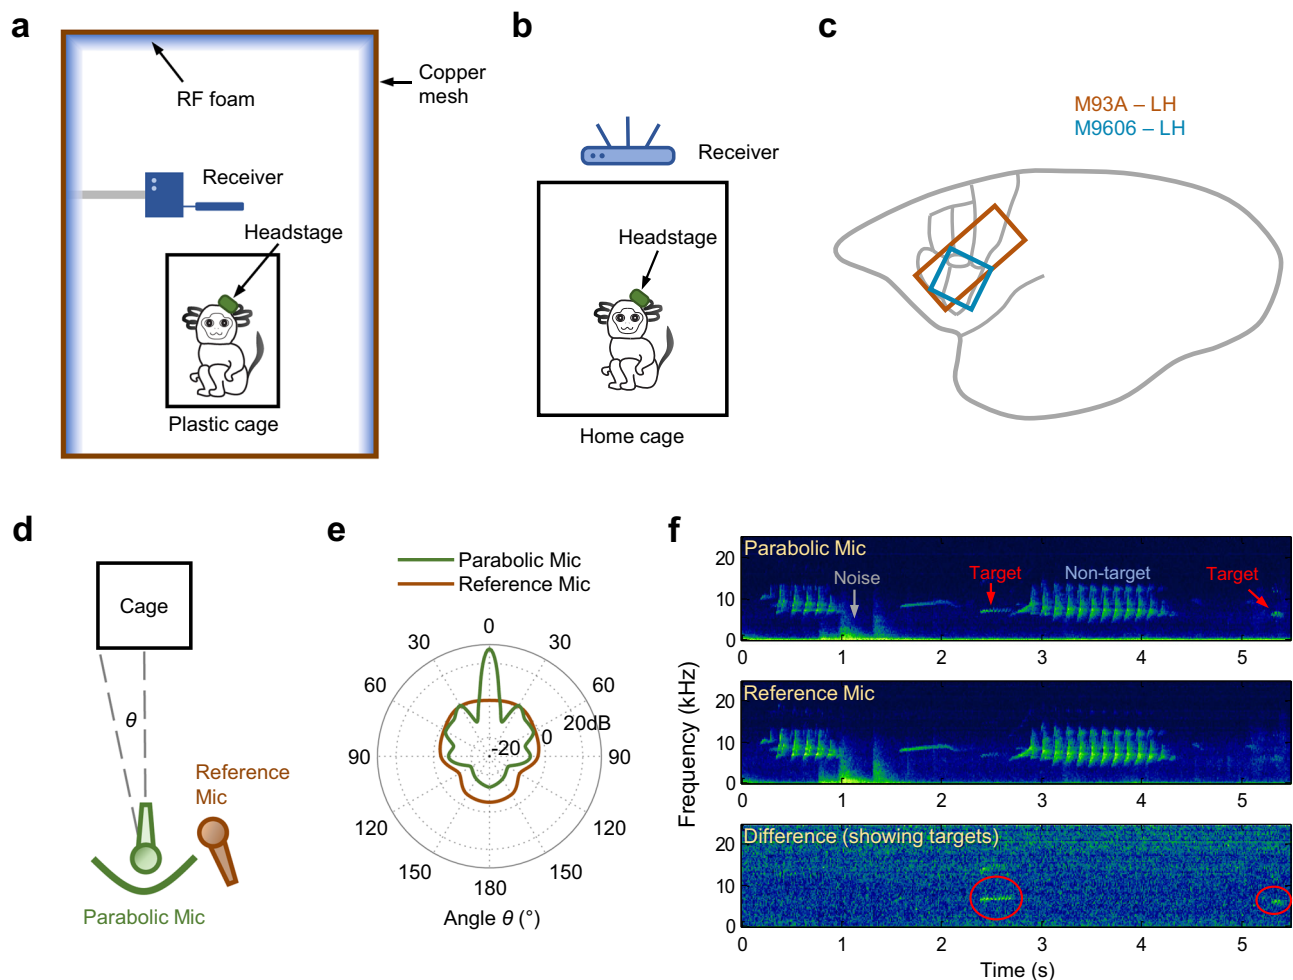 a
RF foam
Copper
mesh
Receiver
Headstage
Plastic cage
b
Receiver
Headstage
Home cage
c
M93A – LH
M9606 – LH
d
Cage
θ
Reference
Mic
Parabolic Mic
e
Parabolic Mic
Reference Mic
0
30
30
60
60
20dB
0
-20
90
90
120
120
150
150
180
Angle θ (°)
f
Parabolic Mic
Noise
Target
Non-target
Target
20
10
0
0
1
2
3
4
5
Reference Mic
20
10
0
0
1
2
3
4
5
Difference (showing targets)
20
10
0
0
1
2
3
4
5
Frequency (kHz)
Time (s)